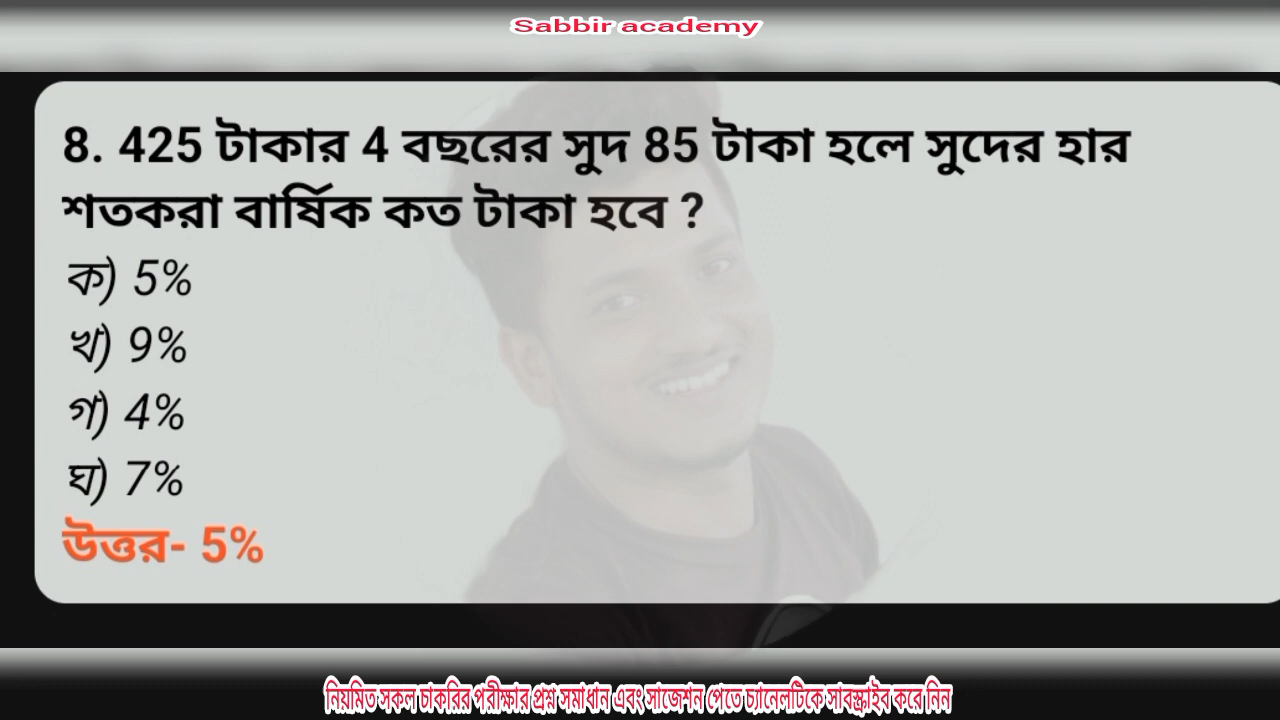 Sabbir academy
8. 425 টাকার 4 বছরের সুদ 85 টাকা হলে সুদের হার
শতকরা বার্ষিক কত টাকা হবে ?
ক) 5%
খ) 9%
গ) 4%
ঘ) 7%
উত্তর- 5%
নিয়মিত সকল চাকরির পরীক্ষার প্রশ্ন সমাধান এবং সাজেশন পেতে চ্যানেলটিকে সাবস্ক্রাইব করে নিন